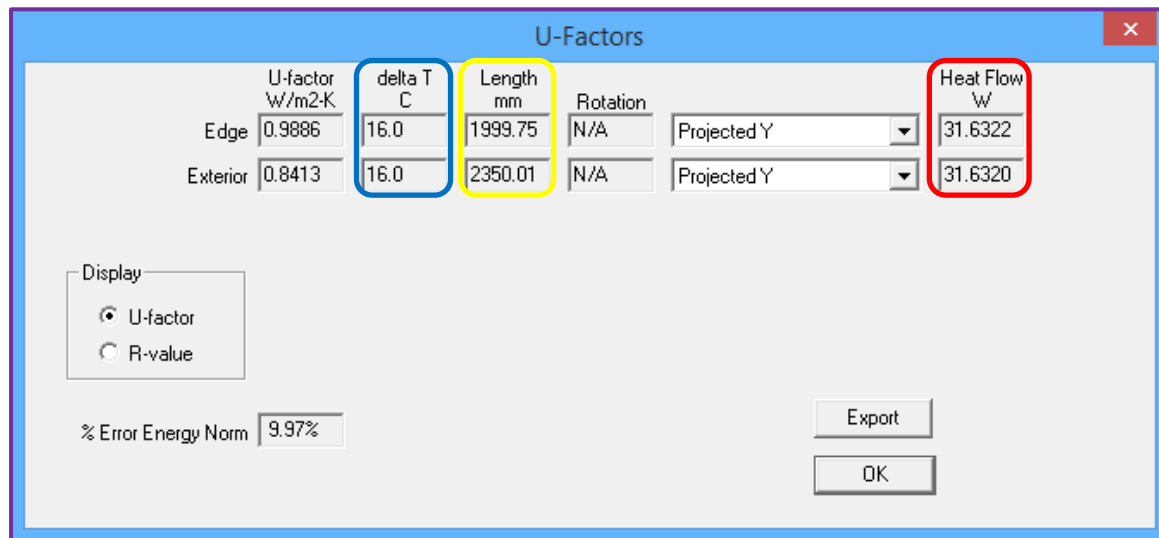 U-Factors
U-factor delta T Length Heat Flow
W/m2-K C mm Rotation W
Edge 0.9886 16.0 1999.75 N/A Projected Y 31.6322
Exterior 0.8413 16.0 2350.01 N/A Projected Y 31.6320
Display
U-factor
R-value
% Error Energy Norm 9.97%
Export
OK